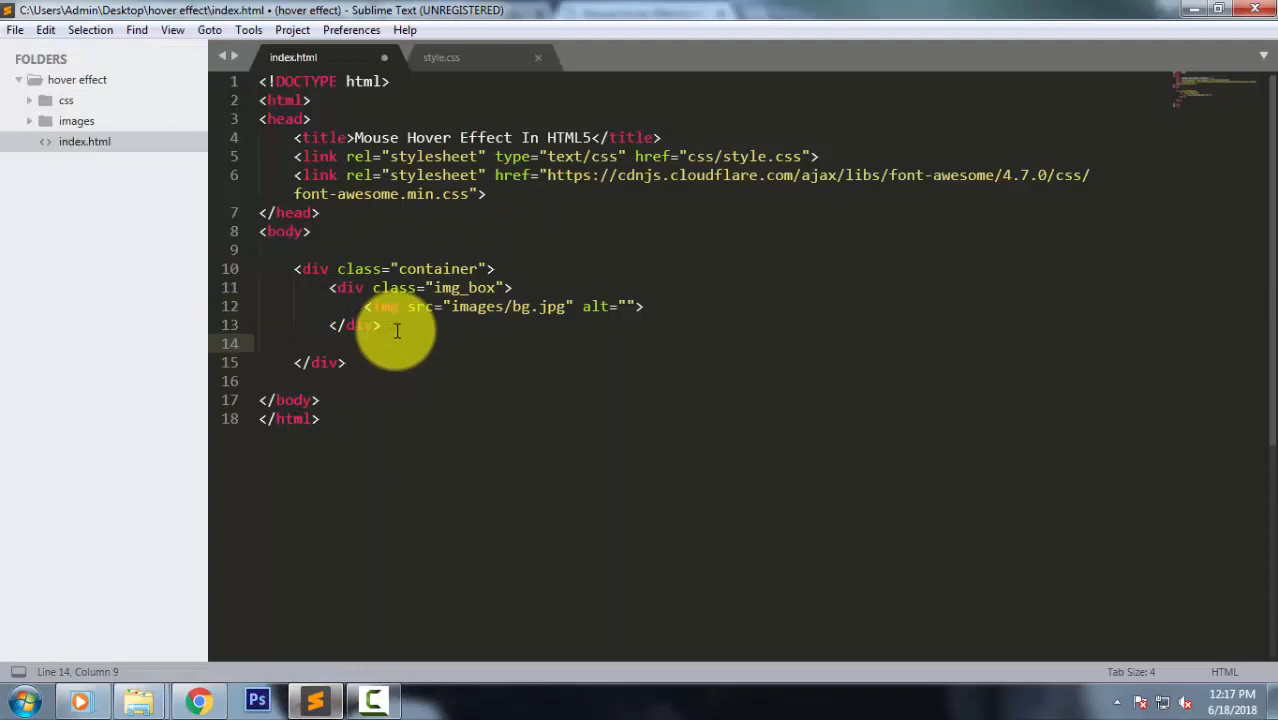 C:\Users\Admin\Desktop\hover effect\index.html • (hover effect) - Sublime Text (UNREGISTERED)
File Edit Selection Find View Goto Tools Project Preferences Help
FOLDERS
hover effect
css
images
index.html
index.html style.css
1 <!DOCTYPE html>
2 <html>
3 <head>
4 <title>Mouse Hover Effect In HTML5</title>
5 <link rel="stylesheet" type="text/css" href="css/style.css">
6 <link rel="stylesheet" href="https://cdnjs.cloudflare.com/ajax/libs/font-awesome/4.7.0/css/
font-awesome.min.css">
7 </head>
8 <body>
9
10 <div class="container">
11 <div class="img_box">
12 <img src="images/bg.jpg" alt="">
13 </div>
14
15 </div>
16
17 </body>
18 </html>
Line 14, Column 9 Tab Size: 4 HTML
Ps
12:17 PM
6/18/2018